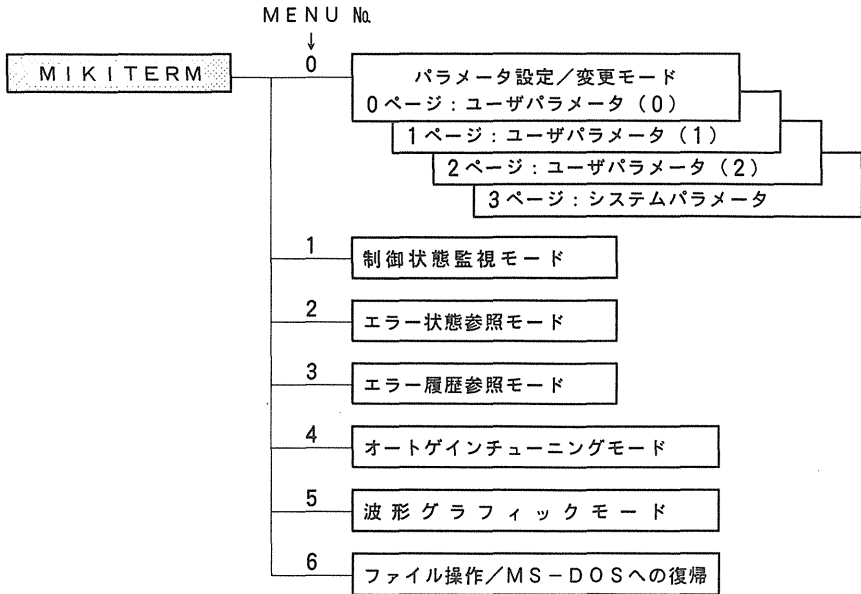 MENU №
↓
MIKITERM
0
パラメータ設定／変更モード
0ページ：ユーザパラメータ（0）
1ページ：ユーザパラメータ（1）
2ページ：ユーザパラメータ（2）
3ページ：システムパラメータ
1
制御状態監視モード
2
エラー状態参照モード
3
エラー履歴参照モード
4
オートゲインチューニングモード
5
波形グラフィックモード
6
ファイル操作／MS－DOSへの復帰